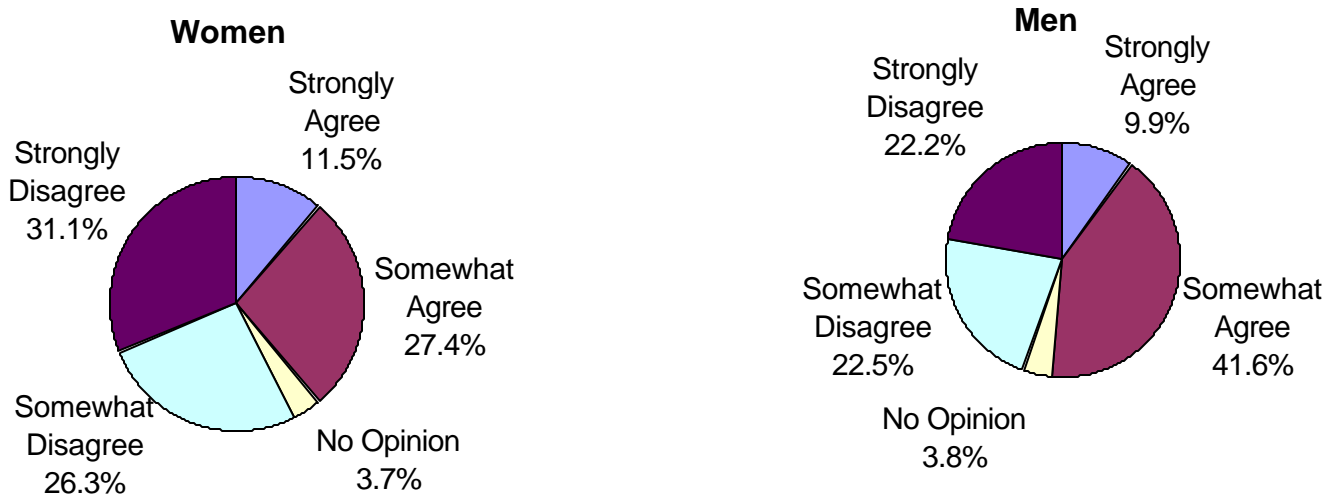 Women
Strongly
Agree
11.5%
Somewhat
Agree
27.4%
No Opinion
3.7%
Somewhat
Disagree
26.3%
Strongly
Disagree
31.1%
Men
Strongly
Agree
9.9%
Somewhat
Agree
41.6%
No Opinion
3.8%
Somewhat
Disagree
22.5%
Strongly
Disagree
22.2%